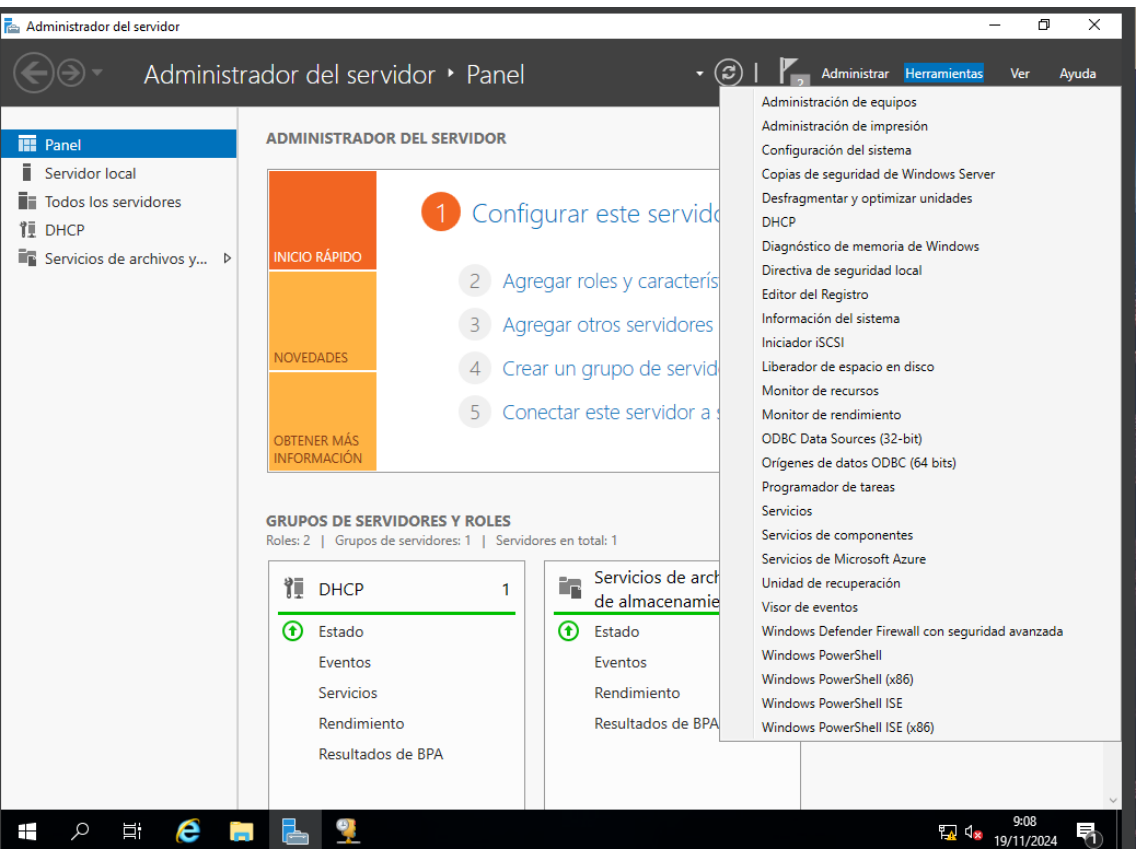 Administrador del servidor
Administrador del servidor • Panel
2
Administrar Herramientas Ver Ayuda
Panel
Servidor local
Todos los servidores
DHCP
Servicios de archivos y...
ADMINISTRADOR DEL SERVIDOR
INICIO RÁPIDO
NOVEDADES
OBTENER MÁS
INFORMACIÓN
1 Configurar este servido
2 Agregar roles y caracterís
3 Agregar otros servidores
4 Crear un grupo de servid
5 Conectar este servidor a s
GRUPOS DE SERVIDORES Y ROLES
Roles: 2 | Grupos de servidores: 1 | Servidores en total: 1
DHCP 1
Estado
Eventos
Servicios
Rendimiento
Resultados de BPA
Servicios de arch
de almacenamie
Estado
Eventos
Rendimiento
Resultados de BPA
Administración de equipos
Administración de impresión
Configuración del sistema
Copias de seguridad de Windows Server
Desfragmentar y optimizar unidades
DHCP
Diagnóstico de memoria de Windows
Directiva de seguridad local
Editor del Registro
Información del sistema
Iniciador iSCSI
Liberador de espacio en disco
Monitor de recursos
Monitor de rendimiento
ODBC Data Sources (32-bit)
Orígenes de datos ODBC (64 bits)
Programador de tareas
Servicios
Servicios de componentes
Servicios de Microsoft Azure
Unidad de recuperación
Visor de eventos
Windows Defender Firewall con seguridad avanzada
Windows PowerShell
Windows PowerShell (x86)
Windows PowerShell ISE
Windows PowerShell ISE (x86)
9:08
19/11/2024
1